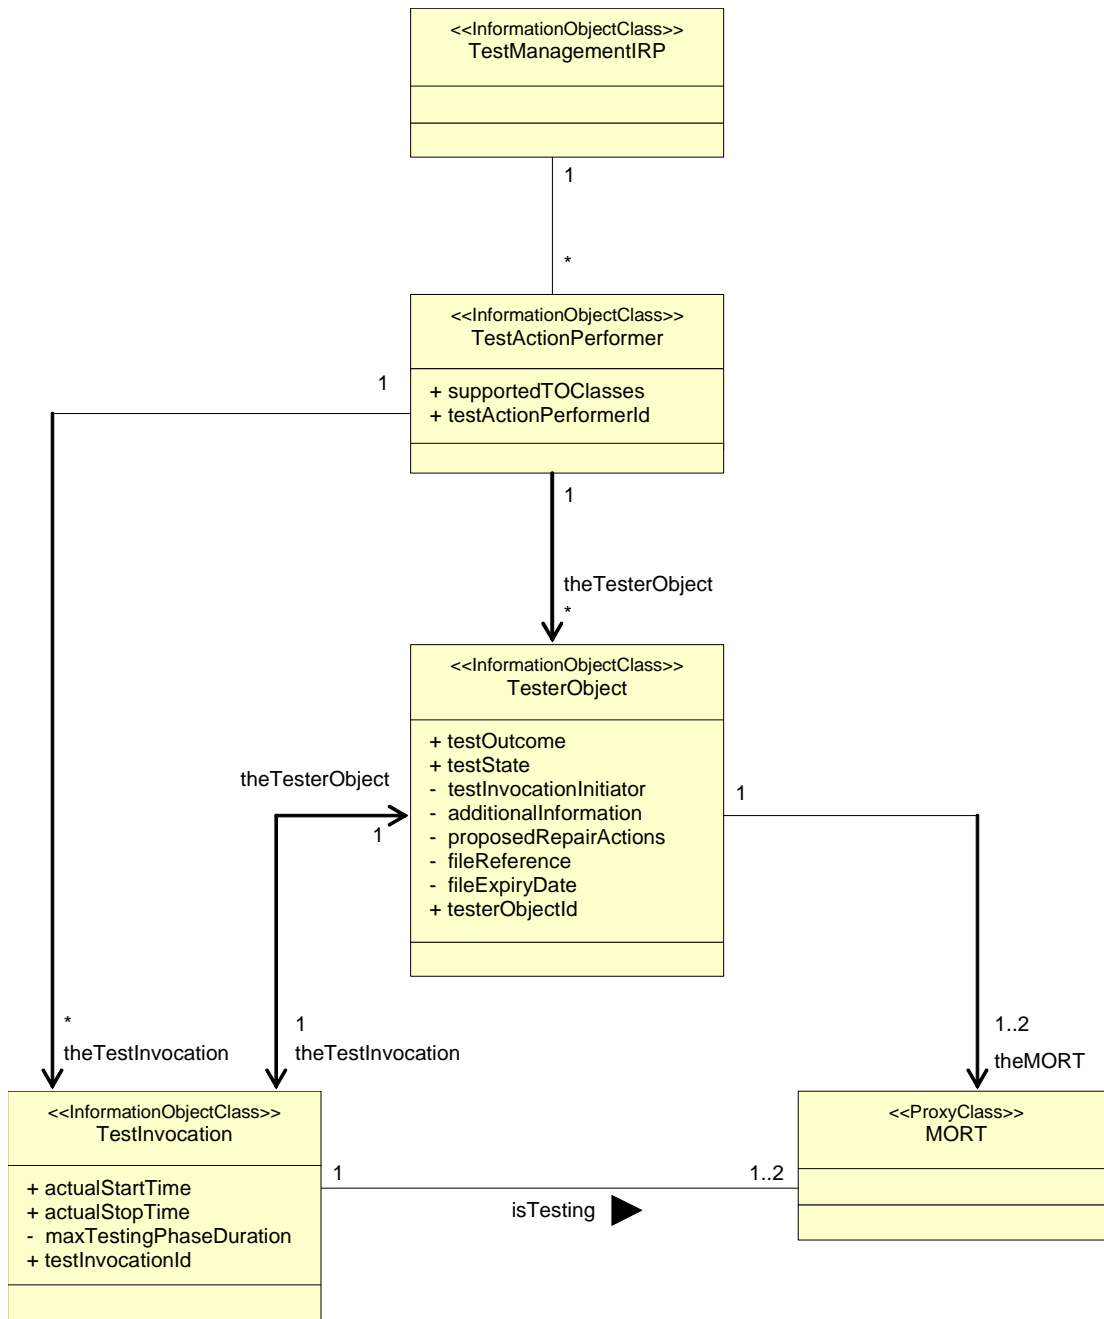 <<InformationObjectClass>>
TestManagementIRP
1
*
<<InformationObjectClass>>
TestActionPerformer
+ supportedTOClasses
+ testActionPerformerId
1
1
theTesterObject
*
<<InformationObjectClass>>
TesterObject
+ testOutcome
+ testState
- testInvocationInitiator
- additionalInformation
- proposedRepairActions
- fileReference
- fileExpiryDate
+ testerObjectId
theTesterObject
1
1
*
theTestInvocation
1
theTestInvocation
1..2
theMORT
<<InformationObjectClass>>
TestInvocation
+ actualStartTime
+ actualStopTime
- maxTestingPhaseDuration
+ testInvocationId
1
1..2
isTesting
<<ProxyClass>>
MORT